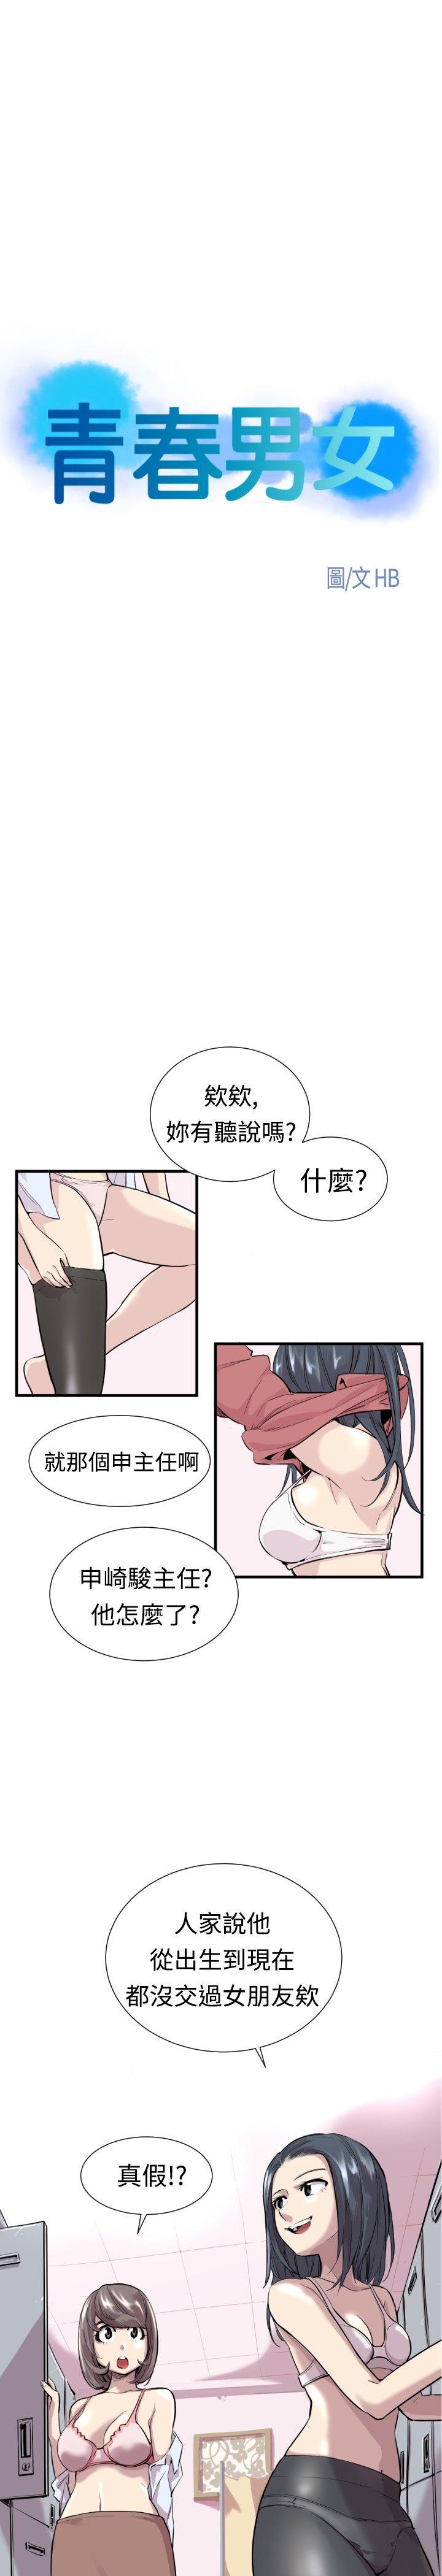 青春男女
圖/文 HB
欸欸,
妳有聽說嗎?
什麼?
就那個申主任啊
申崎駿主任?
他怎麼了?
人家說他
從出生到現在
都沒交過女朋友欸
真假!?